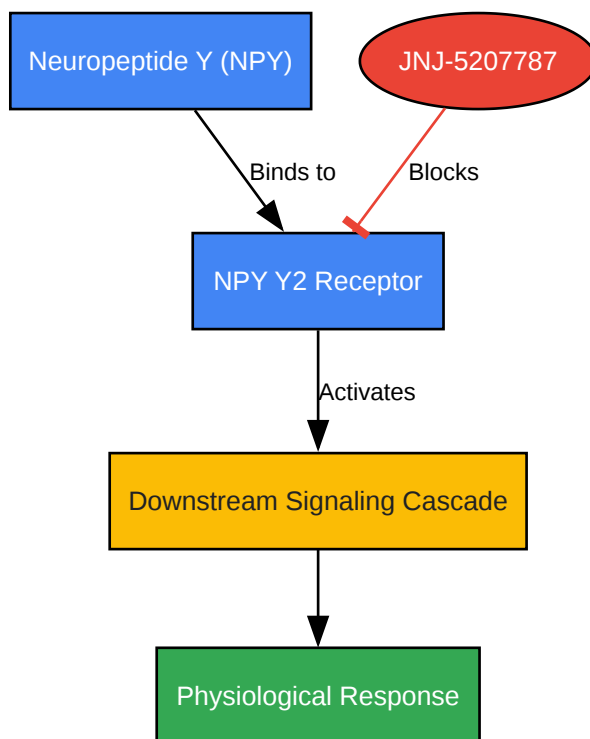 Neuropeptide Y (NPY)
JNJ-5207787
Binds to
Blocks
NPY Y2 Receptor
Activates
Downstream Signaling Cascade
Physiological Response